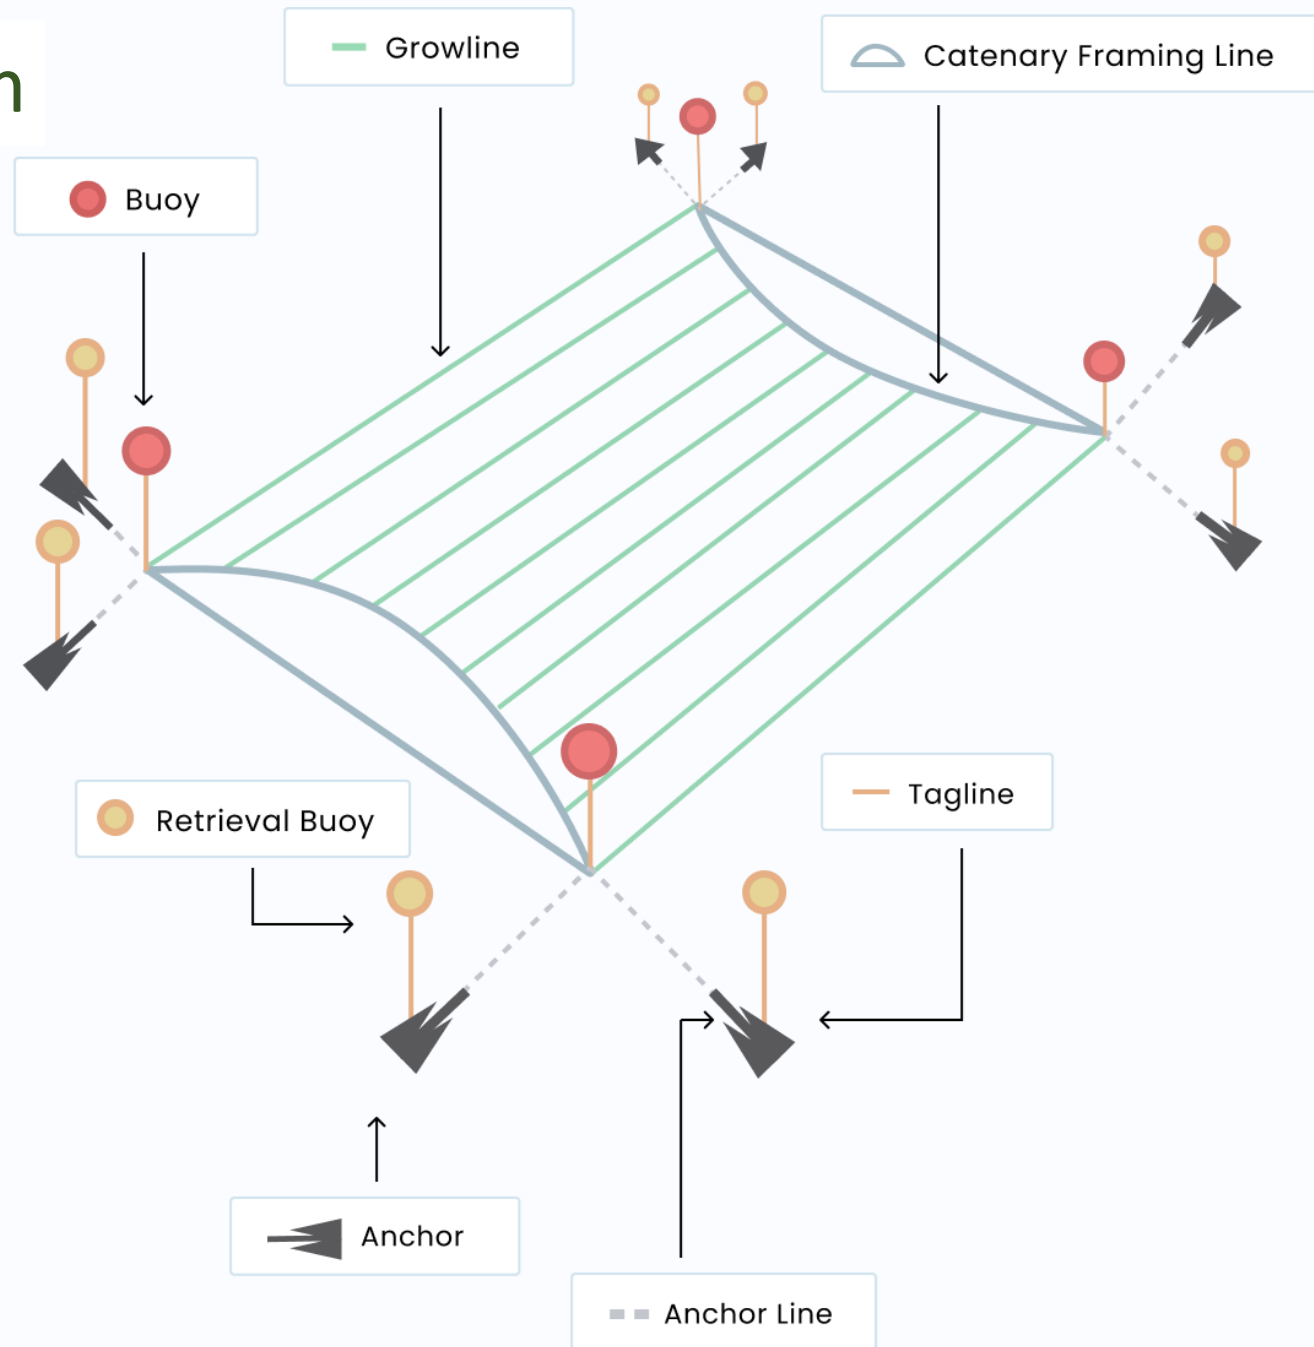 n
Growline
Catenary Framing Line
Buoy
Retrieval Buoy
Tagline
Anchor
Anchor Line